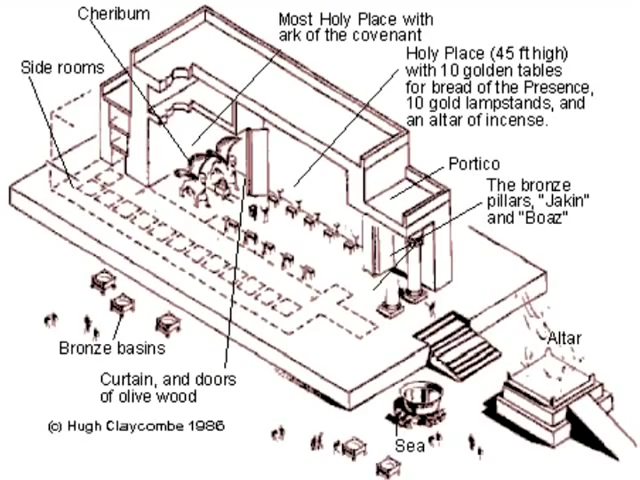 Cheribum
Most Holy Place with
ark of the covenant
Side rooms
Holy Place (45 ft high)
with 10 golden tables
for bread of the Presence,
10 gold lampstands, and
an altar of incense.
Portico
The bronze
pillars, "Jakin"
and "Boaz"
Bronze basins
Altar
Curtain, and doors
of olive wood
(c) Hugh Claycombe 1986
Sea